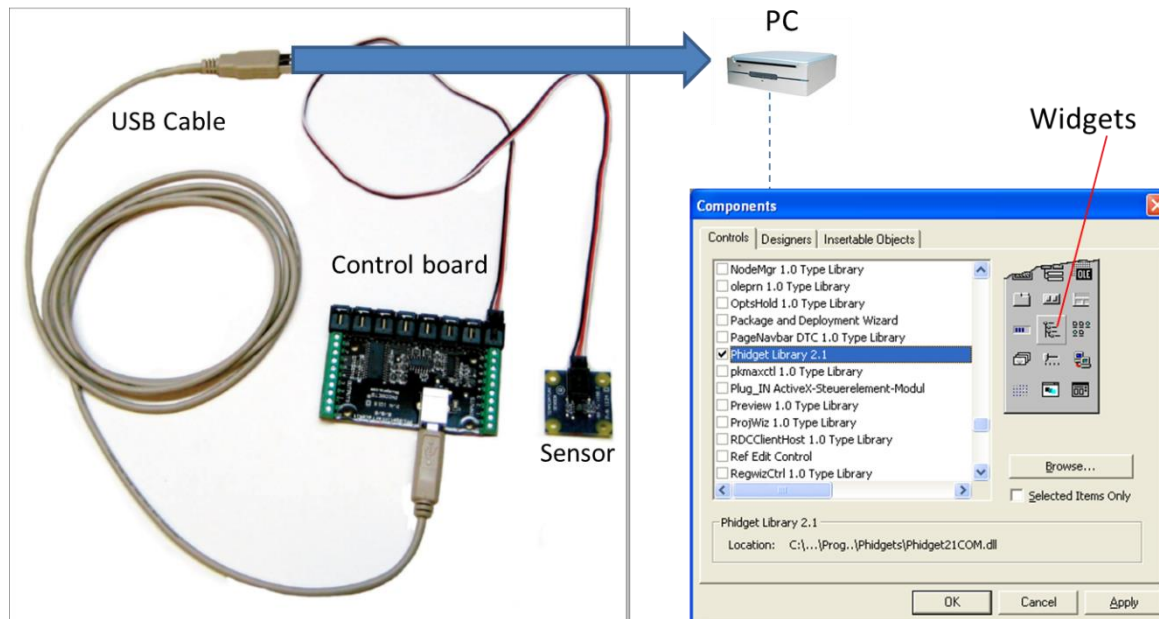 PC
USB Cable
Widgets
Control board
Sensor
Components
Controls
Designers
Insertable Objects
NodeMgr 1.0 Type Library
oleprn 1.0 Type Library
OptsHold 1.0 Type Library
Package and Deployment Wizard
PageNavbar DTC 1.0 Type Library
Phidget Library 2.1
pkmaxctl 1.0 Type Library
Plug_IN ActiveX-Steuerelement-Modul
Preview 1.0 Type Library
ProjWiz 1.0 Type Library
RDCClientHost 1.0 Type Library
Ref Edit Control
RegwizCtrl 1.0 Type Library
OLE
Browse...
Selected Items Only
Phidget Library 2.1
Location: C:\...\Prog..\Phidgets\Phidget21COM.dll
OK
Cancel
Apply